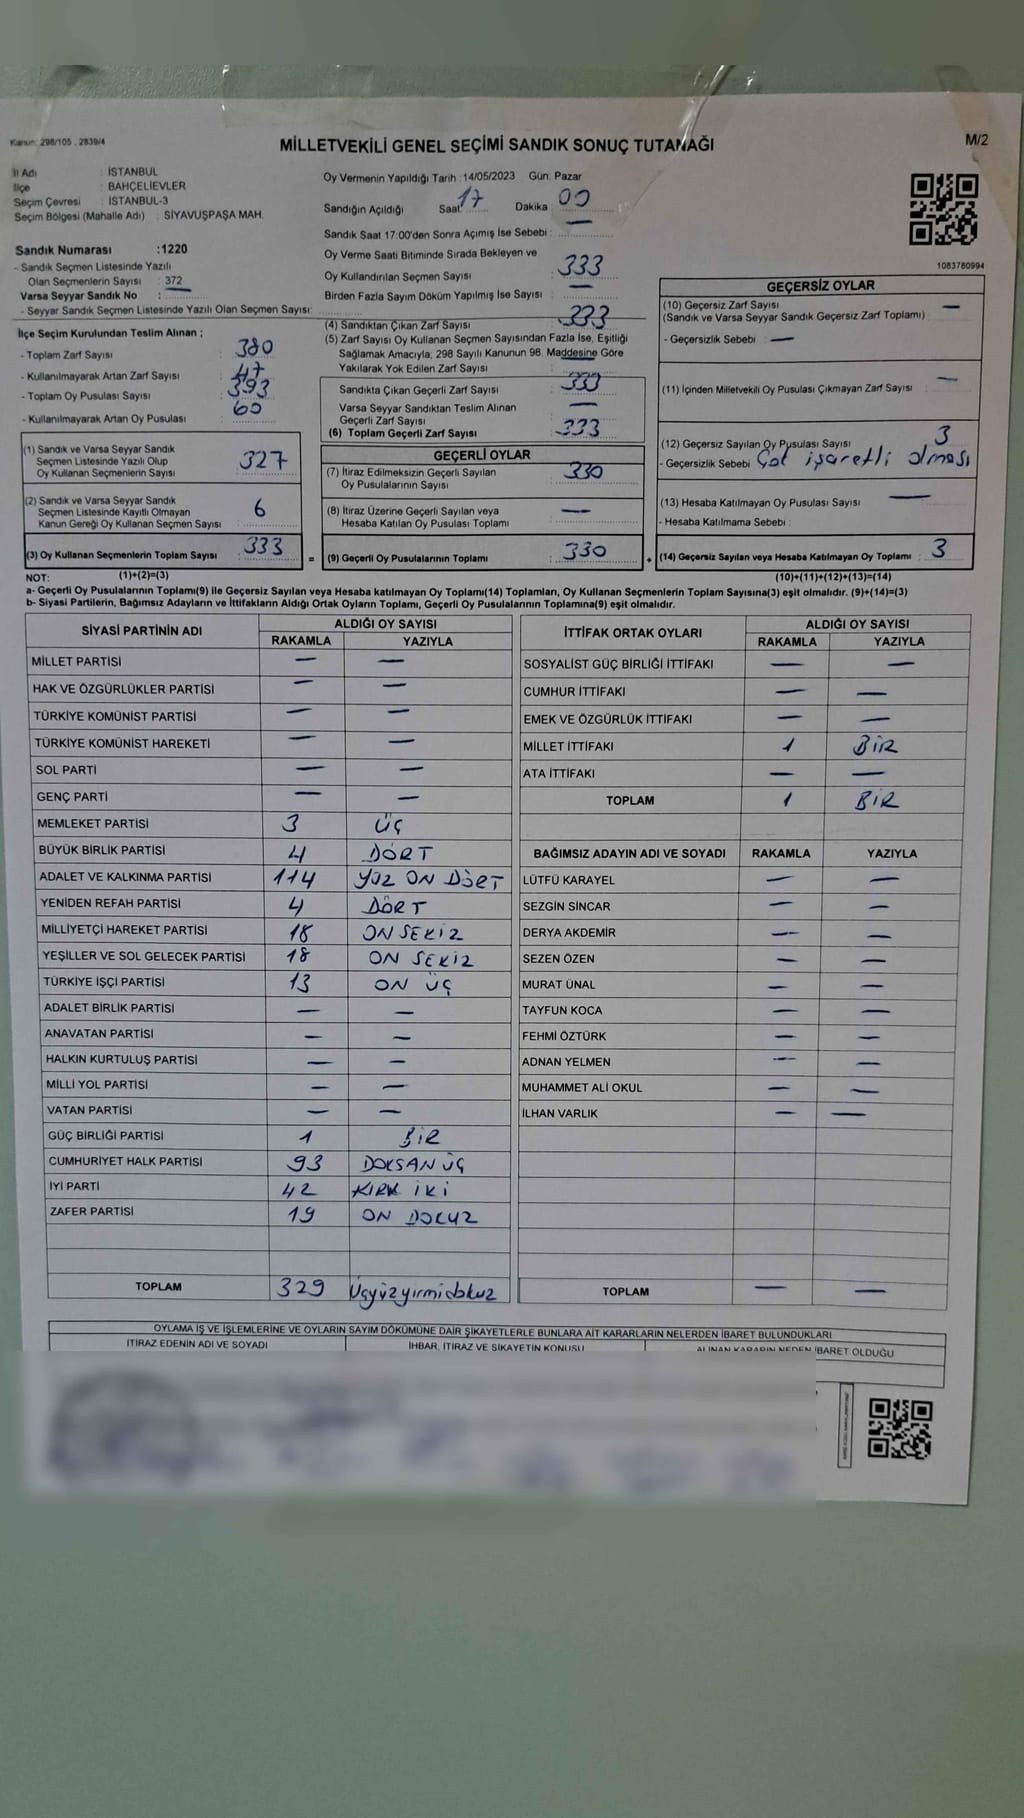 Kanun: 298/105 , 2839/4
MİLLETVEKİLİ GENEL SEÇİMİ SANDIK SONUÇ TUTANAĞI
M/2
İl Adı : İSTANBUL
İlçe : BAHÇELİEVLER
Seçim Çevresi : İSTANBUL-3
Seçim Bölgesi (Mahalle Adı) : SİYAVUŞPAŞA MAH.
Sandık Numarası :1220
- Sandık Seçmen Listesinde Yazılı
Olan Seçmenlerin Sayısı : 372
Varsa Seyyar Sandık No : —
- Seyyar Sandık Seçmen Listesinde Yazılı Olan Seçmen Sayısı:
İlçe Seçim Kurulundan Teslim Alınan ;
- Toplam Zarf Sayısı : 380
- Kullanılmayarak Artan Zarf Sayısı : 47
- Toplam Oy Pusulası Sayısı : 393
- Kullanılmayarak Artan Oy Pusulası : 60
(1) Sandık ve Varsa Seyyar Sandık
Seçmen Listesinde Yazılı Olup
Oy Kullanan Seçmenlerin Sayısı : 327
(2) Sandık ve Varsa Seyyar Sandık
Seçmen Listesinde Kayıtlı Olmayan
Kanun Gereği Oy Kullanan Seçmen Sayısı : 6
(3) Oy Kullanan Seçmenlerin Toplam Sayısı : 333
Oy Vermenin Yapıldığı Tarih :14/05/2023 Gün: Pazar
Sandığın Açıldığı Saat: 17 Dakika : 00
Sandık Saat 17:00'den Sonra Açımış İse Sebebi : —
Oy Verme Saati Bitiminde Sırada Bekleyen ve
Oy Kullandırılan Seçmen Sayısı : 333
Birden Fazla Sayım Döküm Yapılmış İse Sayısı : —
(4) Sandıktan Çıkan Zarf Sayısı : 333
(5) Zarf Sayısı Oy Kullanan Seçmen Sayısından Fazla İse, Eşitliği
Sağlamak Amacıyla; 298 Sayılı Kanunun 98. Maddesine Göre
Yakılarak Yok Edilen Zarf Sayısı : —
Sandıkta Çıkan Geçerli Zarf Sayısı : 333
Varsa Seyyar Sandıktan Teslim Alınan
Geçerli Zarf Sayısı : —
(6) Toplam Geçerli Zarf Sayısı : 333
GEÇERLİ OYLAR
(7) İtiraz Edilmeksizin Geçerli Sayılan
Oy Pusulalarının Sayısı : 330
(8) İtiraz Üzerine Geçerli Sayılan veya
Hesaba Katılan Oy Pusulası Toplamı : —
= (9) Geçerli Oy Pusulalarının Toplamı : 330
1083780994
GEÇERSİZ OYLAR
(10) Geçersiz Zarf Sayısı : —
(Sandık ve Varsa Seyyar Sandık Geçersiz Zarf Toplamı)
- Geçersizlik Sebebi : —
(11) İçinden Milletvekili Oy Pusulası Çıkmayan Zarf Sayısı : —
(12) Geçersiz Sayılan Oy Pusulası Sayısı : 3
- Geçersizlik Sebebi : Çok işaretli olması
(13) Hesaba Katılmayan Oy Pusulası Sayısı : —
- Hesaba Katılmama Sebebi :
+ (14) Geçersiz Sayılan veya Hesaba Katılmayan Oy Toplamı : 3
NOT: (1)+(2)=(3) (10)+(11)+(12)+(13)=(14)
a- Geçerli Oy Pusulalarının Toplamı(9) ile Geçersiz Sayılan veya Hesaba katılmayan Oy Toplamı(14) Toplamları, Oy Kullanan Seçmenlerin Toplam Sayısına(3) eşit olmalıdır. (9)+(14)=(3)
b- Siyasi Partilerin, Bağımsız Adayların ve İttifakların Aldığı Ortak Oyların Toplamı, Geçerli Oy Pusulalarının Toplamına(9) eşit olmalıdır.
SİYASİ PARTİNİN ADI ALDIĞI OY SAYISI
RAKAMLA YAZIYLA
MİLLET PARTİSİ — —
HAK VE ÖZGÜRLÜKLER PARTİSİ — —
TÜRKİYE KOMÜNİST PARTİSİ — —
TÜRKİYE KOMÜNİST HAREKETİ — —
SOL PARTİ — —
GENÇ PARTİ — —
MEMLEKET PARTİSİ 3 ÜÇ
BÜYÜK BİRLİK PARTİSİ 4 DÖRT
ADALET VE KALKINMA PARTİSİ 114 YÜZ ON DÖRT
YENİDEN REFAH PARTİSİ 4 DÖRT
MİLLİYETÇİ HAREKET PARTİSİ 18 ON SEKİZ
YEŞİLLER VE SOL GELECEK PARTİSİ 18 ON SEKİZ
TÜRKİYE İŞÇİ PARTİSİ 13 ON ÜÇ
ADALET BİRLİK PARTİSİ — —
ANAVATAN PARTİSİ — —
HALKIN KURTULUŞ PARTİSİ — —
MİLLİ YOL PARTİSİ — —
VATAN PARTİSİ — —
GÜÇ BİRLİĞİ PARTİSİ 1 BİR
CUMHURİYET HALK PARTİSİ 93 DOKSAN ÜÇ
İYİ PARTİ 42 KIRK İKİ
ZAFER PARTİSİ 19 ON DOKUZ
TOPLAM 329 Üçyüzyirmidokuz
İTTİFAK ORTAK OYLARI ALDIĞI OY SAYISI
RAKAMLA YAZIYLA
SOSYALİST GÜÇ BİRLİĞİ İTTİFAKI — —
CUMHUR İTTİFAKI — —
EMEK VE ÖZGÜRLÜK İTTİFAKI — —
MİLLET İTTİFAKI 1 BİR
ATA İTTİFAKI — —
TOPLAM 1 BİR
BAĞIMSIZ ADAYIN ADI VE SOYADI RAKAMLA YAZIYLA
LÜTFÜ KARAYEL — —
SEZGİN SİNCAR — —
DERYA AKDEMİR — —
SEZEN ÖZEN — —
MURAT ÜNAL — —
TAYFUN KOCA — —
FEHMİ ÖZTÜRK — —
ADNAN YELMEN — —
MUHAMMET ALİ OKUL — —
İLHAN VARLIK — —
TOPLAM — —
OYLAMA İŞ VE İŞLEMLERİNE VE OYLARIN SAYIM DÖKÜMÜNE DAİR ŞİKAYETLERLE BUNLARA AİT KARARLARIN NELERDEN İBARET BULUNDUKLARI
İTİRAZ EDENİN ADI VE SOYADI İHBAR, İTİRAZ VE ŞİKAYETİN KONUSU ALINAN KARARIN NEDEN İBARET OLDUĞU